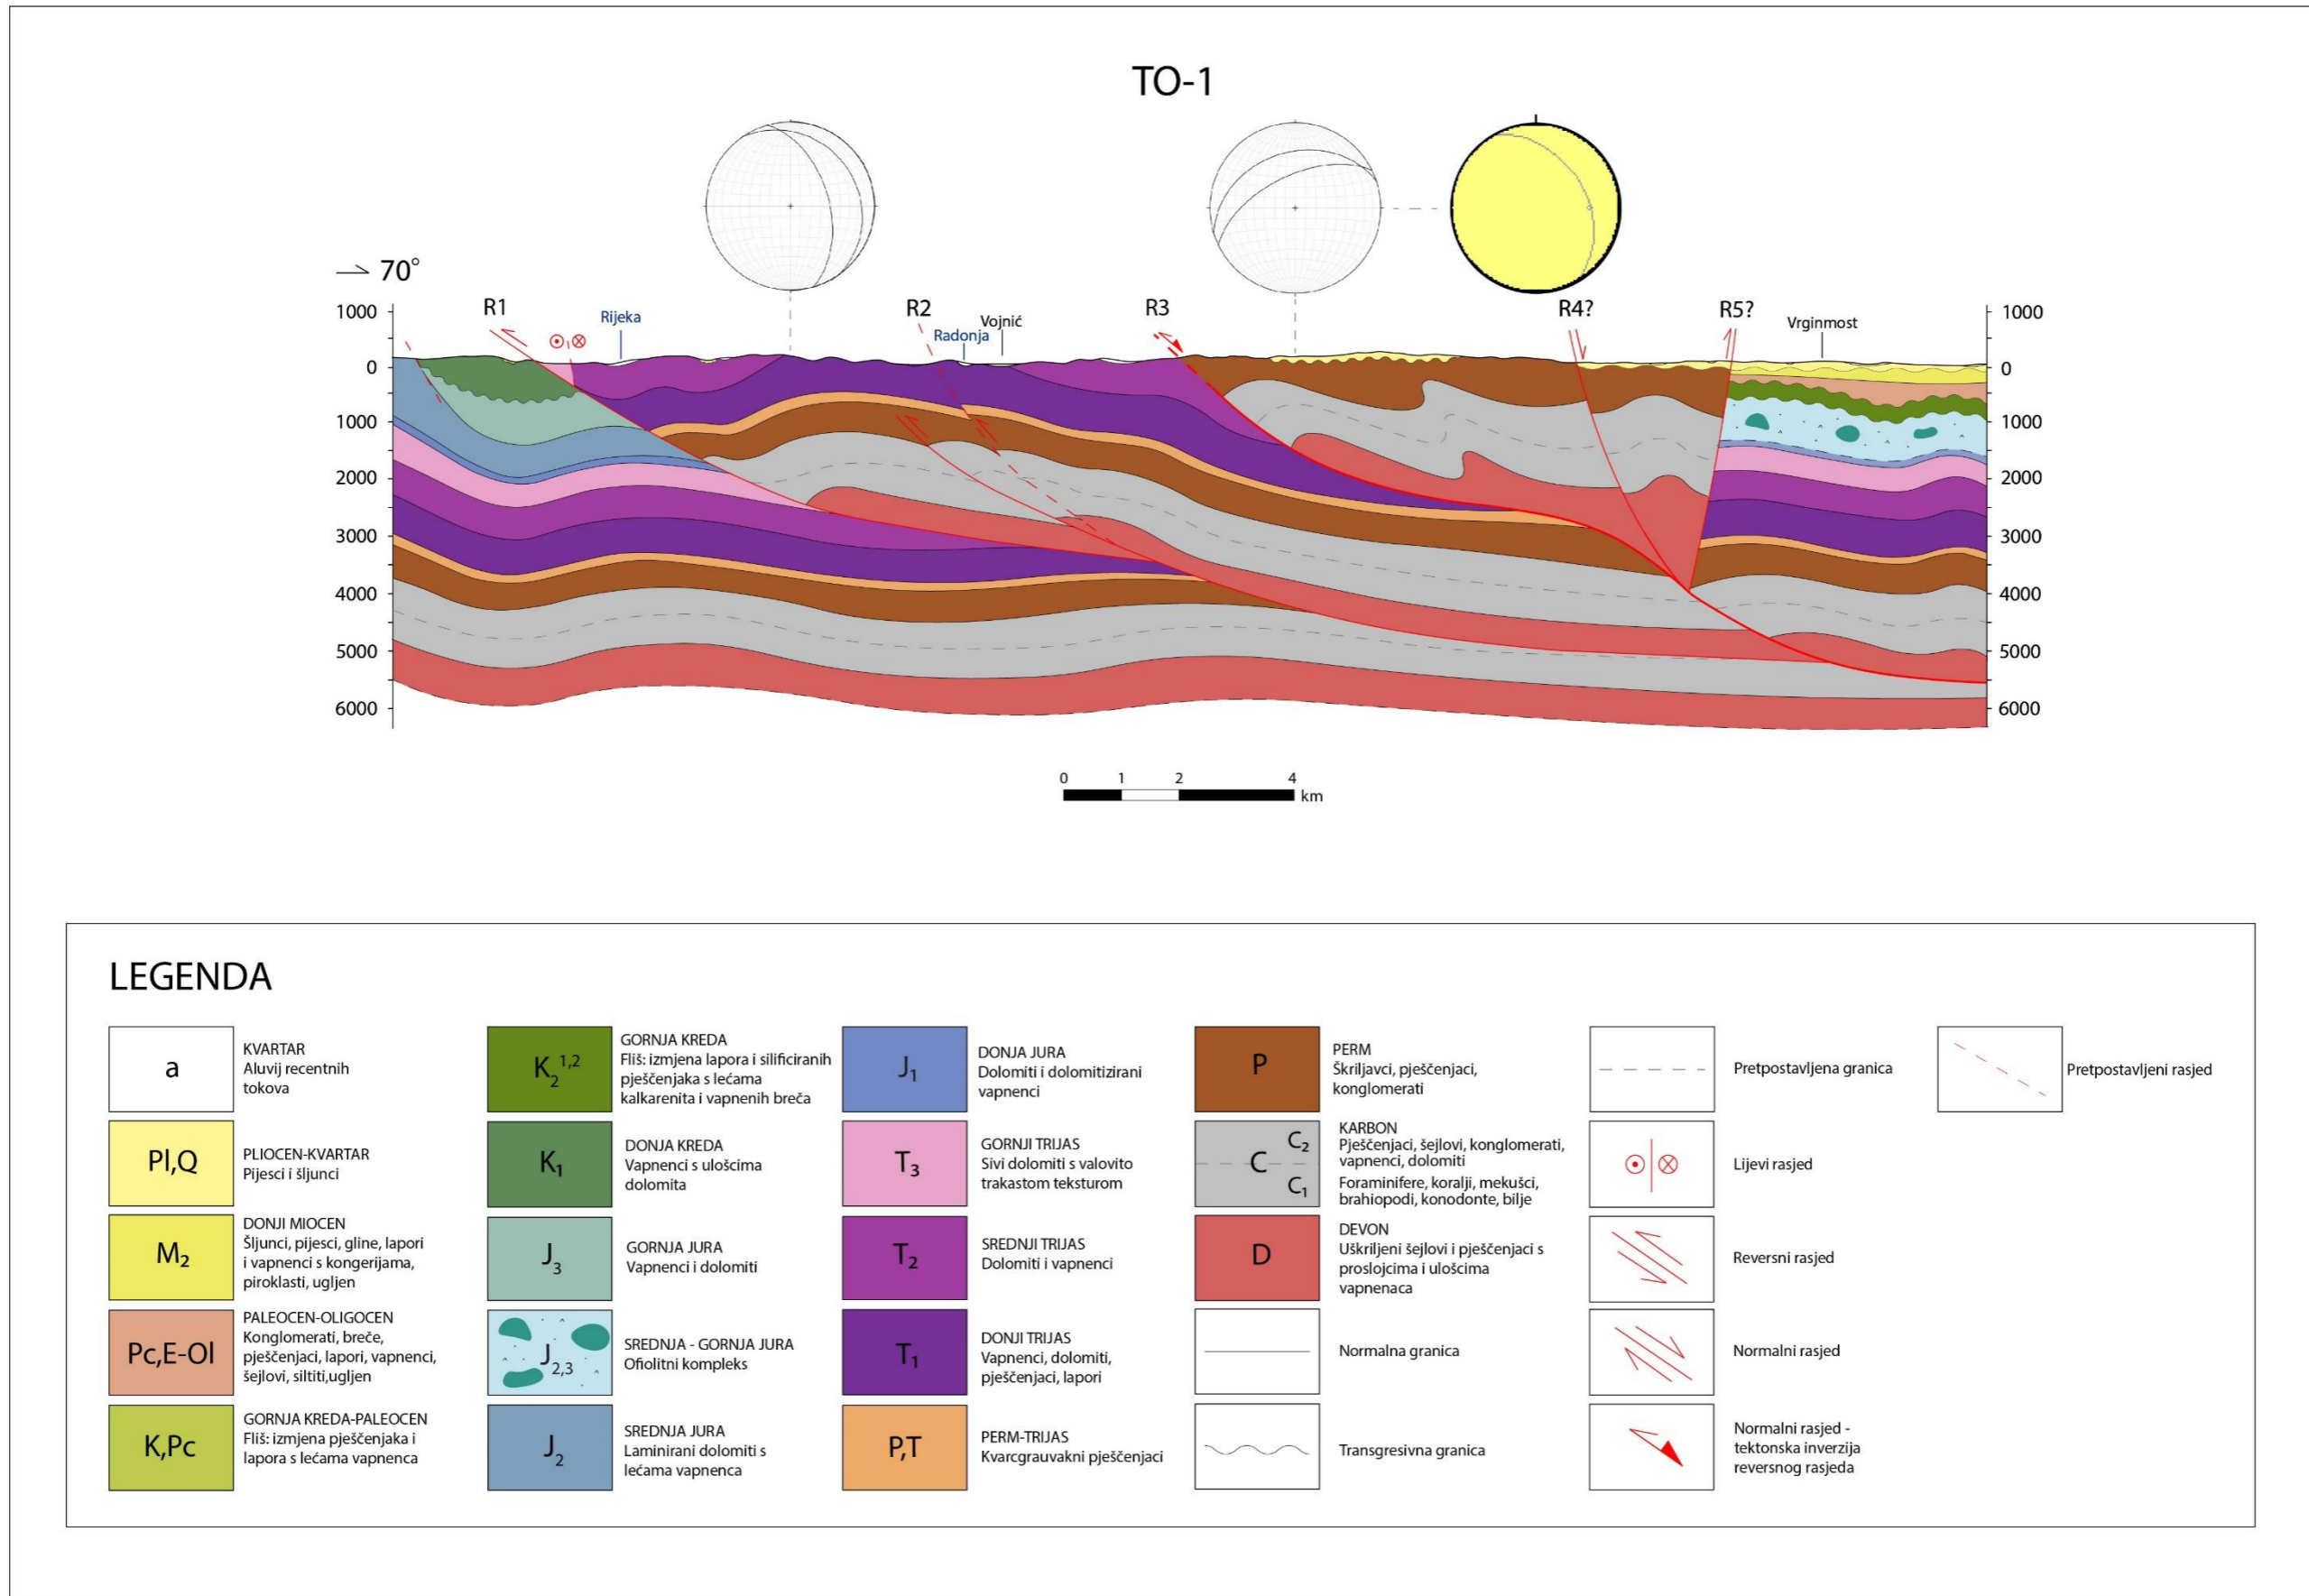 TO-1
70°
R1
Rijeka
R2
Radonja
Vojnić
R3
R4?
R5?
Vrginmost
1000
0
1000
2000
3000
4000
5000
6000
1000
0
1000
2000
3000
4000
5000
6000
0 1 2 4
km
LEGENDA
a
KVARTAR
Aluvij recentnih
tokova
Pl,Q
PLIOCEN-KVARTAR
Pijesci i šljunci
M₂
DONJI MIOCEN
Šljunci, pijesci, gline, lapori
i vapnenci s kongerijama,
piroklasti, ugljen
Pc,E-Ol
PALEOCEN-OLIGOCEN
Konglomerati, breče,
pješčenjaci, lapori, vapnenci,
šejlovi, siltiti,ugljen
K,Pc
GORNJA KREDA-PALEOCEN
Fliš: izmjena pješčenjaka i
lapora s lećama vapnenca
K₂¹,²
GORNJA KREDA
Fliš: izmjena lapora i silificiranih
pješčenjaka s lećama
kalkarenita i vapnenih breča
K₁
DONJA KREDA
Vapnenci s ulošcima
dolomita
J₃
GORNJA JURA
Vapnenci i dolomiti
J₂,₃
SREDNJA - GORNJA JURA
Ofiolitni kompleks
J₂
SREDNJA JURA
Laminirani dolomiti s
lećama vapnenca
J₁
DONJA JURA
Dolomiti i dolomitizirani
vapnenci
T₃
GORNJI TRIJAS
Sivi dolomiti s valovito
trakastom teksturom
T₂
SREDNJI TRIJAS
Dolomiti i vapnenci
T₁
DONJI TRIJAS
Vapnenci, dolomiti,
pješčenjaci, lapori
P,T
PERM-TRIJAS
Kvarcgrauvakni pješčenjaci
P
PERM
Škriljavci, pješčenjaci,
konglomerati
C₂
C
C₁
KARBON
Pješčenjaci, šejlovi, konglomerati,
vapnenci, dolomiti
Foraminifere, koralji, mekušci,
brahiopodi, konodonte, bilje
D
DEVON
Uškriljeni šejlovi i pješčenjaci s
proslojcima i ulošcima
vapnenaca
Normalna granica
Transgresivna granica
Pretpostavljena granica
Lijevi rasjed
Reversni rasjed
Normalni rasjed
Normalni rasjed -
tektonska inverzija
reversnog rasjeda
Pretpostavljeni rasjed